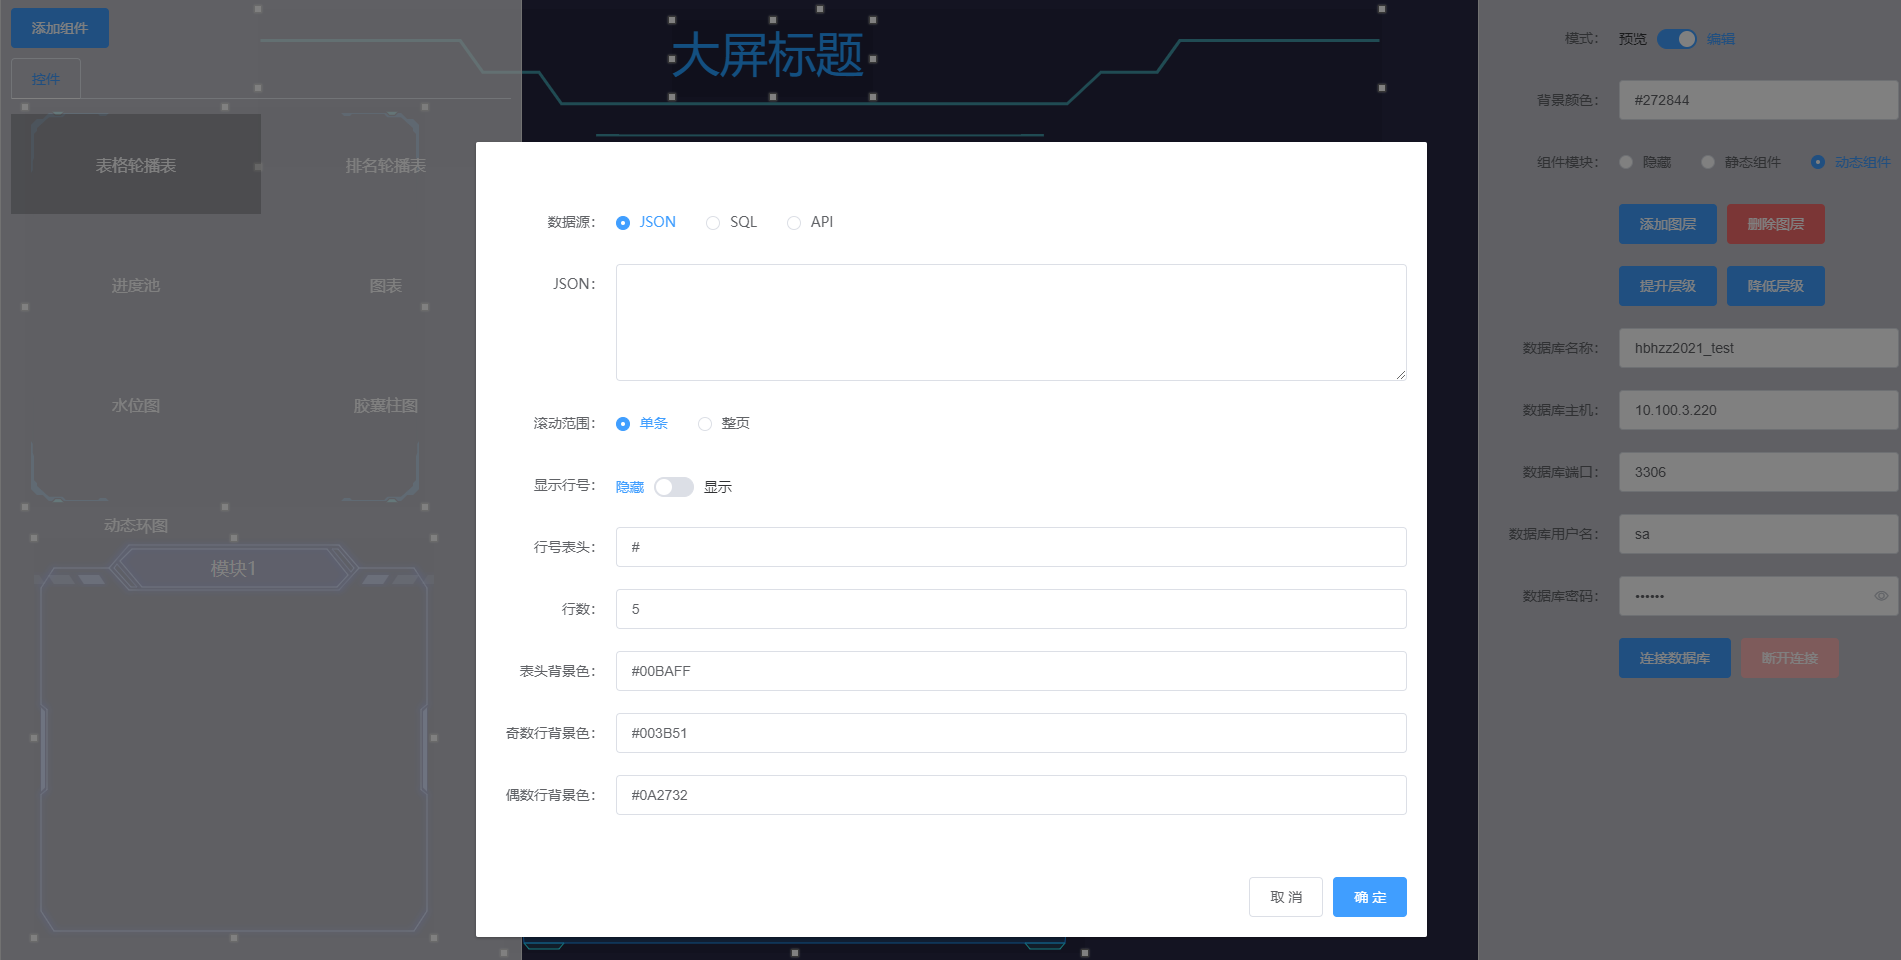 添加组件
控件
表格轮播表
排名轮播表
进度池
图表
水位图
胶囊柱图
动态环图
模块1
大屏标题
数据源： JSON SQL API
JSON：
滚动范围： 单条 整页
显示行号： 隐藏 显示
行号表头： #
行数： 5
表头背景色： #00BAFF
奇数行背景色： #003B51
偶数行背景色： #0A2732
取 消 确 定
模式： 预览 编辑
背景颜色： #272844
组件模块： 隐藏 静态组件 动态组件
添加图层 删除图层
提升层级 降低层级
数据库名称： hbhzz2021_test
数据库主机： 10.100.3.220
数据库端口： 3306
数据库用户名： sa
数据库密码： ••••••
连接数据库 断开连接